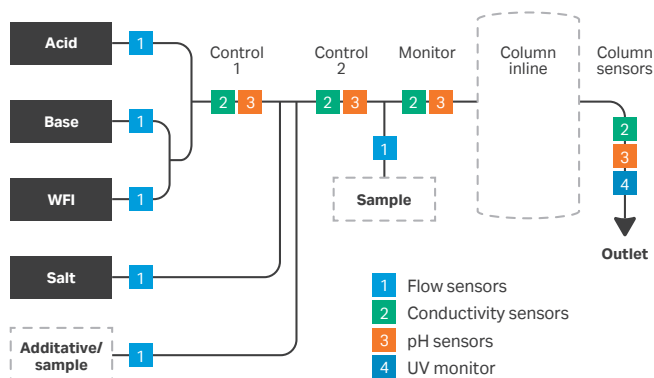 Acid
1
Control
1
Control
2
Monitor
Column
inline
Column
sensors
2 3
2 3
2 3
Base
1
2
3
4
1
WFI
1
Sample
Outlet
Salt
1
1 Flow sensors
2 Conductivity sensors
3 pH sensors
4 UV monitor
Additative/
sample
1